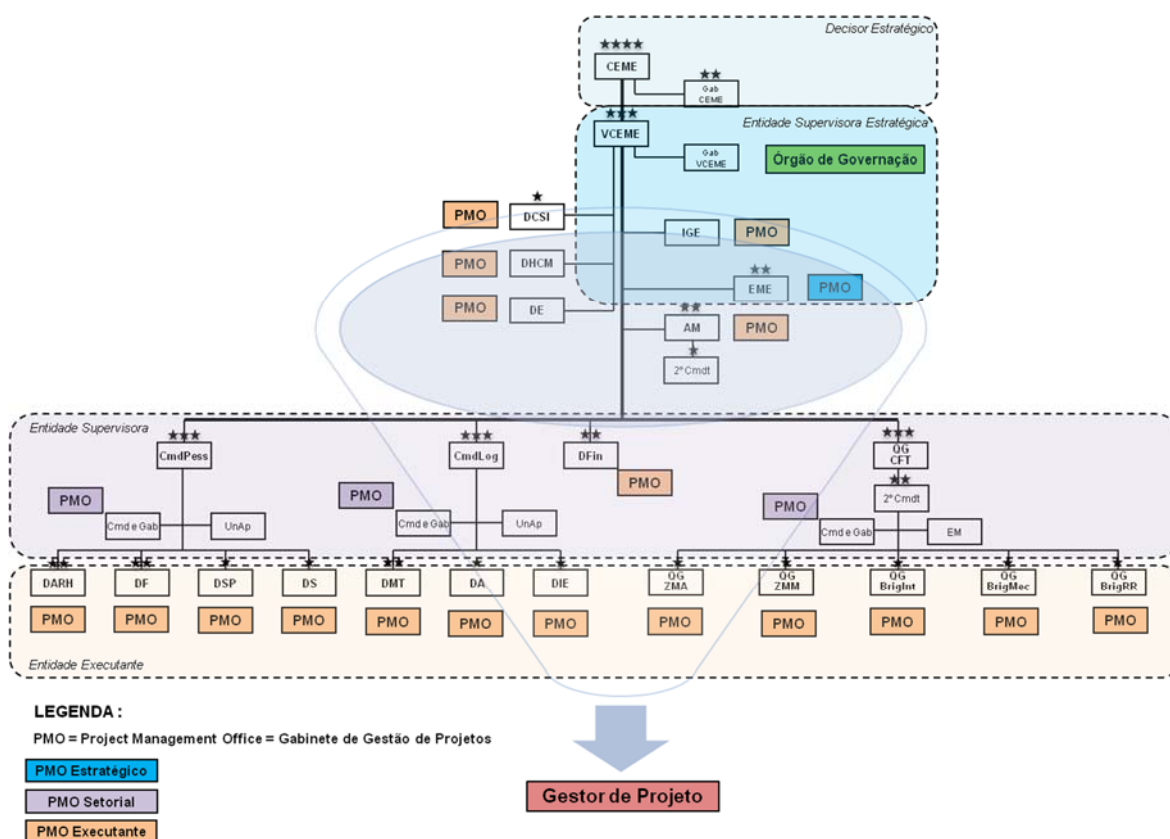 Decisor Estratégico
★★★★
CEME
★★
Gab
CEME
★★★
VCEME
Entidade Supervisora Estratégica
Gab
VCEME
Órgão de Governação
★
PMO
DCSI
IGE
PMO
PMO
DHCM
★★
EME
PMO
PMO
DE
★★
AM
PMO
★
2º Cmdt
Entidade Supervisora
★★★
CmdPess
★★★
CmdLog
★★
DFin
★★★
QG
CFT
PMO
PMO
PMO
★★
2º Cmdt
PMO
Cmd e Gab
UnAp
Cmd e Gab
UnAp
Cmd e Gab
EM
★★
DARH
★★
DF
★
DSP
★
DS
★★
DMT
★
DA
★
DIE
★
QG
ZMA
★
QG
ZMM
★
QG
BrigInt
★
QG
BrigMec
★
QG
BrigRR
PMO
PMO
PMO
PMO
PMO
PMO
PMO
PMO
PMO
PMO
PMO
PMO
Entidade Executante
LEGENDA :
PMO = Project Management Office = Gabinete de Gestão de Projetos
PMO Estratégico
PMO Setorial
PMO Executante
Gestor de Projeto